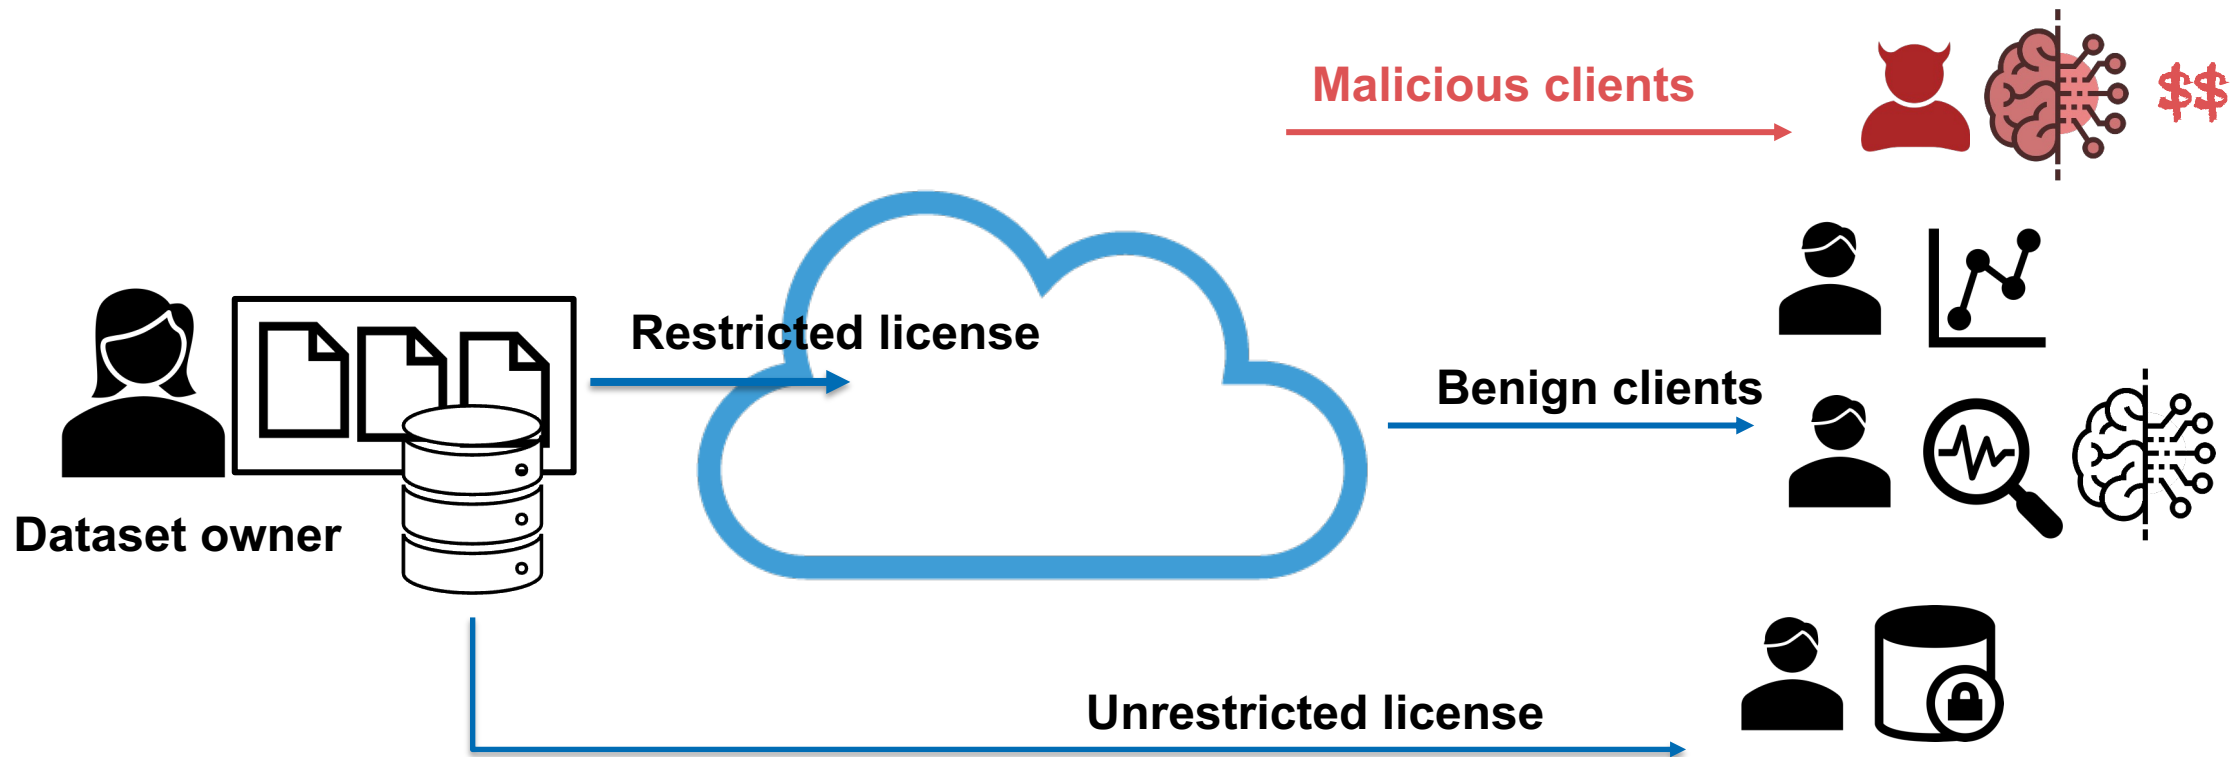 Malicious clients
$$
Restricted license
Benign clients
Dataset owner
Unrestricted license